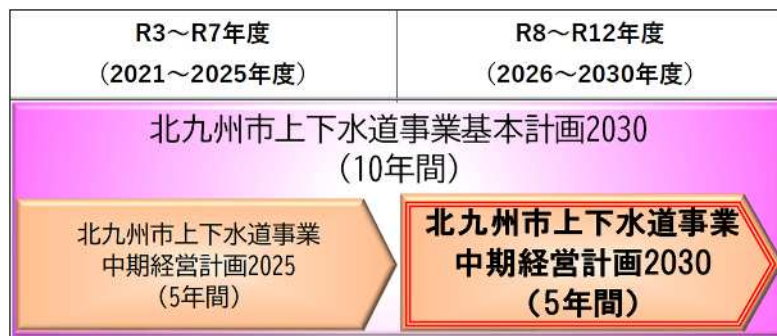 R3～R7年度
（2021～2025年度）
R8～R12年度
（2026～2030年度）
北九州市上下水道事業基本計画2030
（10年間）
北九州市上下水道事業
中期経営計画2025
（5年間）
北九州市上下水道事業
中期経営計画2030
（5年間）